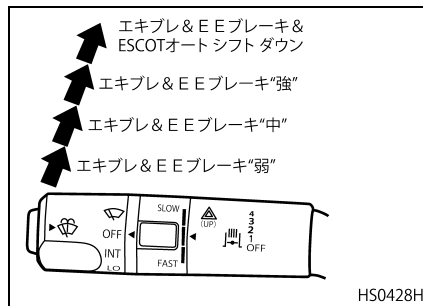 エキブレ&EEブレーキ&
ESCOTオート シフト ダウン
エキブレ&EEブレーキ“強”
エキブレ&EEブレーキ“中”
エキブレ&EEブレーキ“弱”
SLOW
OFF
INT
LO
FAST
(UP)
4
3
2
1
OFF
HS0428H